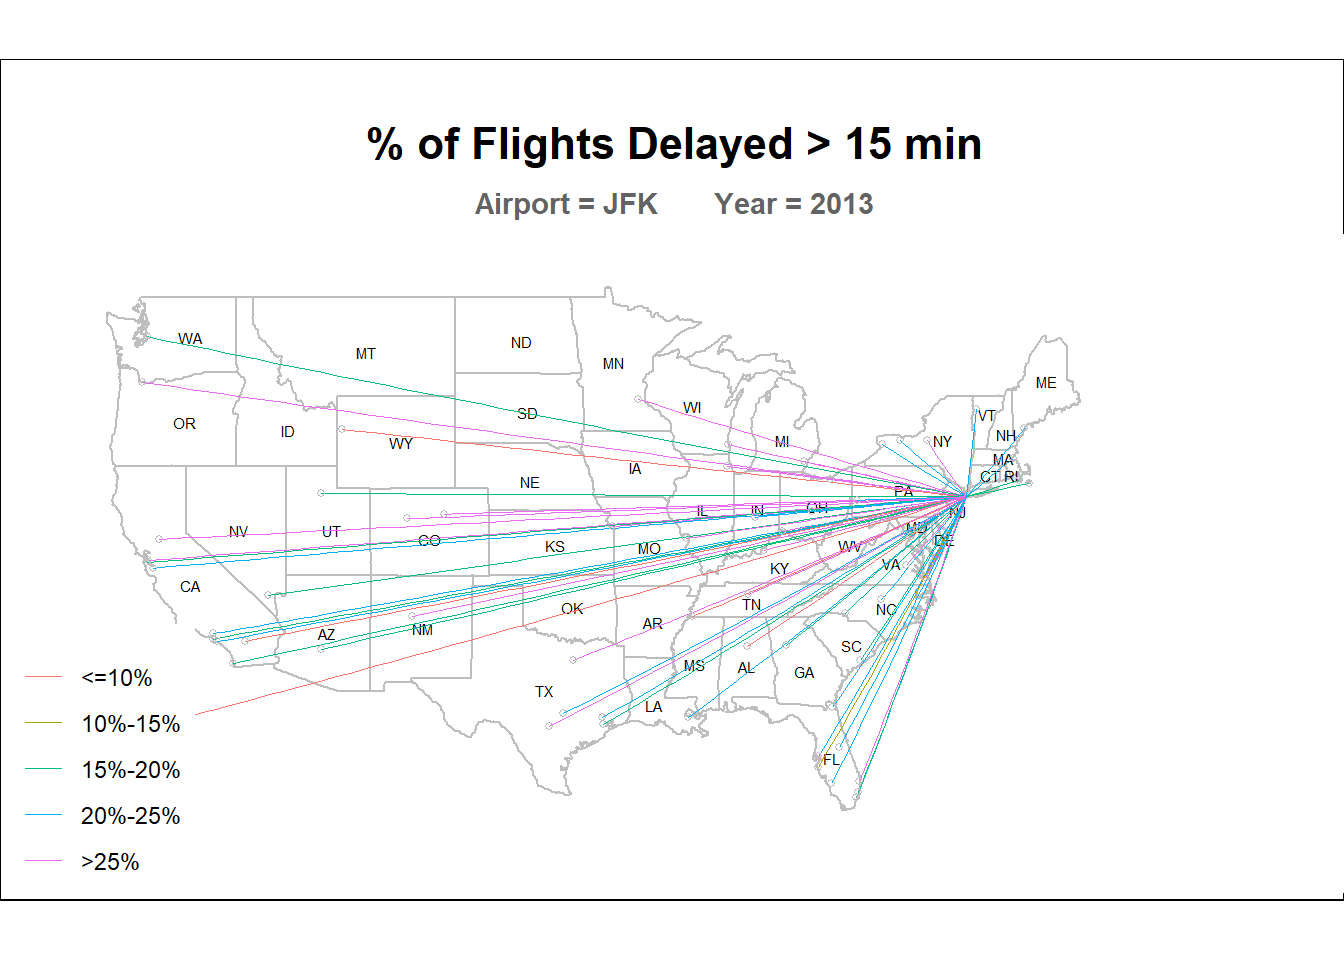 % of Flights Delayed > 15 min
Airport = JFK Year = 2013
WA
MT
ND
MN
ME
OR
ID
WY
SD
WI
MI
NY
VT
NH
MA
CT RI
NV
UT
CO
NE
KS
IA
MO
IL
IN
OH
PA
NJ
MD
DE
WV
VA
KY
CA
AZ
NM
OK
AR
TN
NC
SC
TX
LA
MS
AL
GA
FL
<=10%
10%-15%
15%-20%
20%-25%
>25%